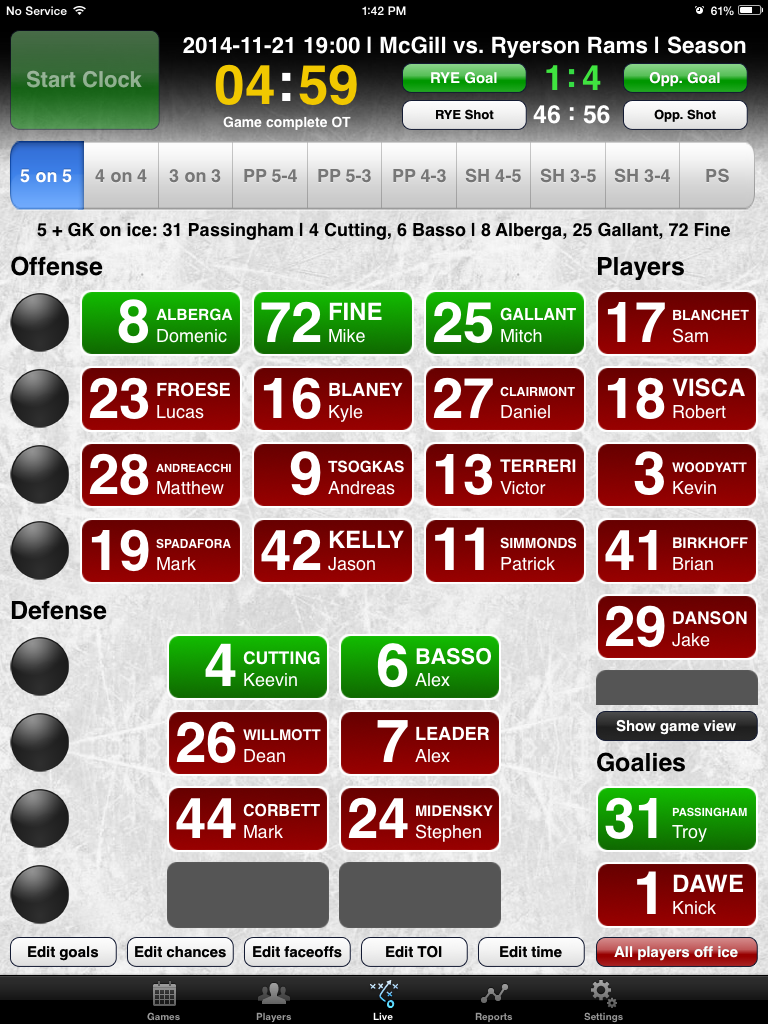 No Service 1:42 PM 61%
2014-11-21 19:00 | McGill vs. Ryerson Rams | Season
Start Clock
04:59
Game complete OT
RYE Goal 1:4 Opp. Goal
RYE Shot 46 : 56 Opp. Shot
5 on 5 4 on 4 3 on 3 PP 5-4 PP 5-3 PP 4-3 SH 4-5 SH 3-5 SH 3-4 PS
5 + GK on ice: 31 Passingham | 4 Cutting, 6 Basso | 8 Alberga, 25 Gallant, 72 Fine
Offense
8 ALBERGA Domenic
72 FINE Mike
25 GALLANT Mitch
23 FROESE Lucas
16 BLANEY Kyle
27 CLAIRMONT Daniel
28 ANDREACCHI Matthew
9 TSOGKAS Andreas
13 TERRERI Victor
19 SPADAFORA Mark
42 KELLY Jason
11 SIMMONDS Patrick
Defense
4 CUTTING Keevin
6 BASSO Alex
26 WILLMOTT Dean
7 LEADER Alex
44 CORBETT Mark
24 MIDENSKY Stephen
Players
17 BLANCHET Sam
18 VISCA Robert
3 WOODYATT Kevin
41 BIRKHOFF Brian
29 DANSON Jake
Show game view
Goalies
31 PASSINGHAM Troy
1 DAWE Knick
Edit goals Edit chances Edit faceoffs Edit TOI Edit time All players off ice
Games Players Live Reports Settings